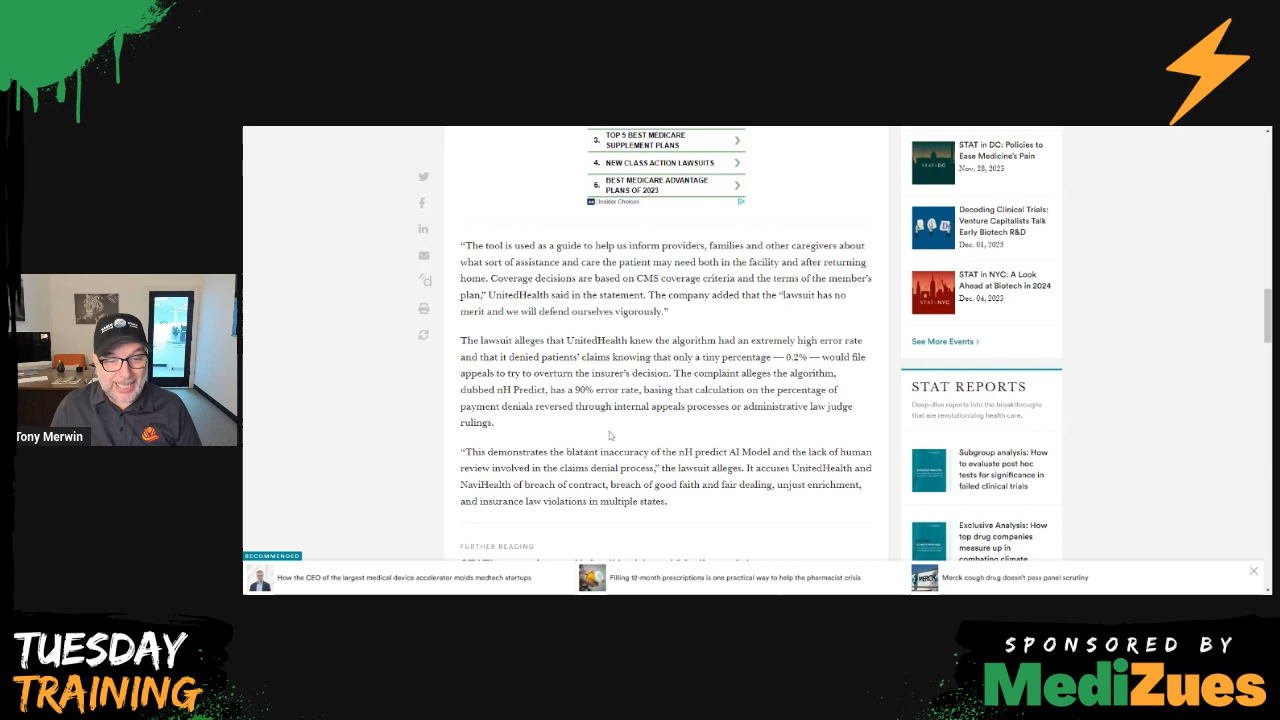 3. TOP 5 BEST MEDICARE
SUPPLEMENT PLANS
4. NEW CLASS ACTION LAWSUITS
5. BEST MEDICARE ADVANTAGE
PLANS OF 2023
Ad | Insider Choices
“The tool is used as a guide to help us inform providers, families and other caregivers about
what sort of assistance and care the patient may need both in the facility and after returning
home. Coverage decisions are based on CMS coverage criteria and the terms of the member’s
plan,” UnitedHealth said in the statement. The company added that the “lawsuit has no
merit and we will defend ourselves vigorously.”
The lawsuit alleges that UnitedHealth knew the algorithm had an extremely high error rate
and that it denied patients’ claims knowing that only a tiny percentage — 0.2% — would file
appeals to try to overturn the insurer’s decision. The complaint alleges the algorithm,
dubbed nH Predict, has a 90% error rate, basing that calculation on the percentage of
payment denials reversed through internal appeals processes or administrative law judge
rulings.
“This demonstrates the blatant inaccuracy of the nH predict AI Model and the lack of human
review involved in the claims denial process,” the lawsuit alleges. It accuses UnitedHealth and
NaviHealth of breach of contract, breach of good faith and fair dealing, unjust enrichment,
and insurance law violations in multiple states.
FURTHER READING
STAT in DC: Policies to
Ease Medicine’s Pain
Nov. 28, 2023
Decoding Clinical Trials:
Venture Capitalists Talk
Early Biotech R&D
Dec. 01, 2023
STAT in NYC: A Look
Ahead at Biotech in 2024
Dec. 04, 2023
See More Events ›
STAT REPORTS
Deep-dive reports into the breakthroughs
that are revolutionizing health care.
Subgroup analysis: How
to evaluate post hoc
tests for significance in
failed clinical trials
Exclusive Analysis: How
top drug companies
measure up in
combating climate
RECOMMENDED
How the CEO of the largest medical device accelerator molds medtech startups
Filling 12-month prescriptions is one practical way to help the pharmacist crisis
MERCK
Merck cough drug doesn’t pass panel scrutiny
Tony Merwin
TUESDAY
TRAINING
SPONSORED BY
MediZues